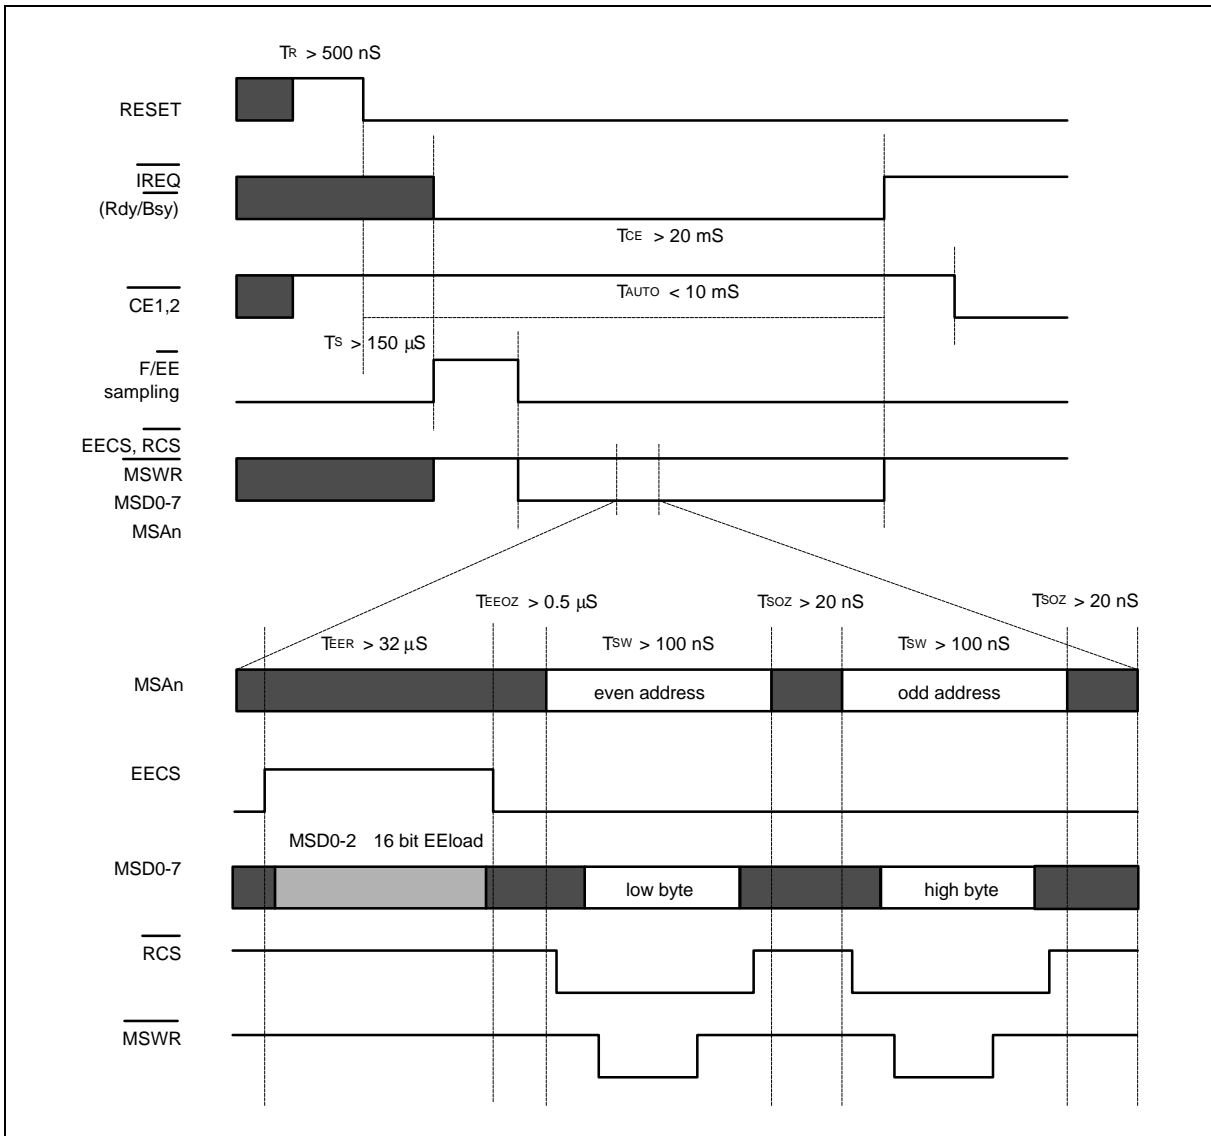 TR > 500 nS
RESET
IREQ
(Rdy/Bsy)
TCE > 20 mS
CE1,2
TAUTO < 10 mS
TS > 150 μS
F/EE
sampling
EECS, RCS
MSWR
MSD0-7
MSAn
TEEOZ > 0.5 μS
TSOZ > 20 nS
TSOZ > 20 nS
TEER > 32 μS
TSW > 100 nS
TSW > 100 nS
MSAn
even address
odd address
EECS
MSD0-2 16 bit EEload
MSD0-7
low byte
high byte
RCS
MSWR